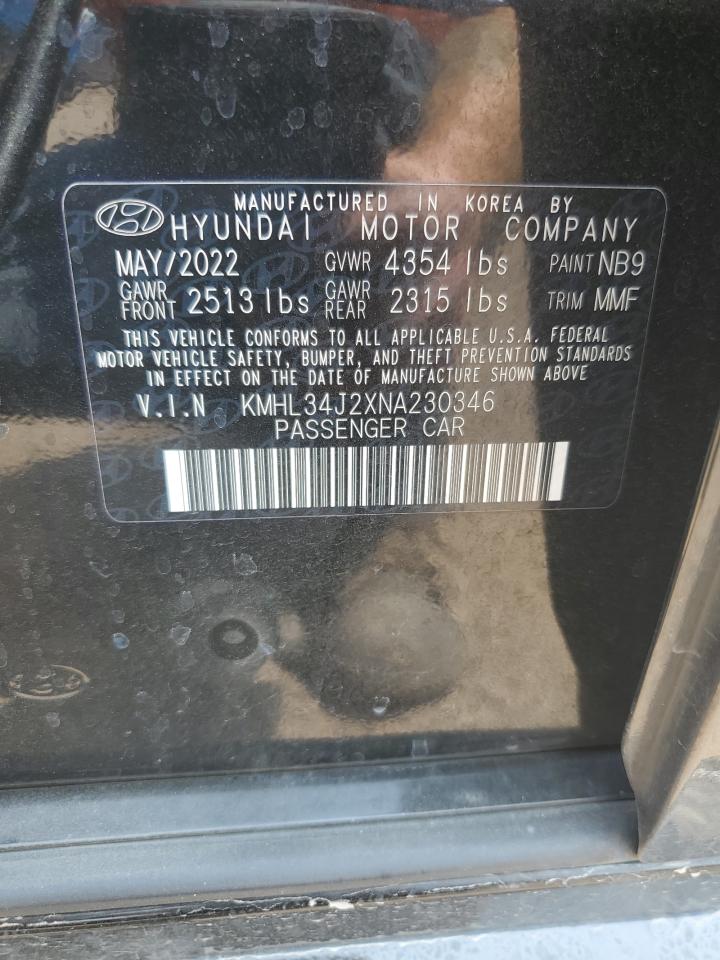 MANUFACTURED IN KOREA BY
HYUNDAI MOTOR COMPANY
MAY/2022 GVWR 4354 lbs PAINT NB9
GAWR FRONT 2513 lbs GAWR REAR 2315 lbs TRIM MMF
THIS VEHICLE CONFORMS TO ALL APPLICABLE U.S.A. FEDERAL
MOTOR VEHICLE SAFETY, BUMPER, AND THEFT PREVENTION STANDARDS
IN EFFECT ON THE DATE OF MANUFACTURE SHOWN ABOVE
V.I.N KMHL34J2XNA230346
PASSENGER CAR